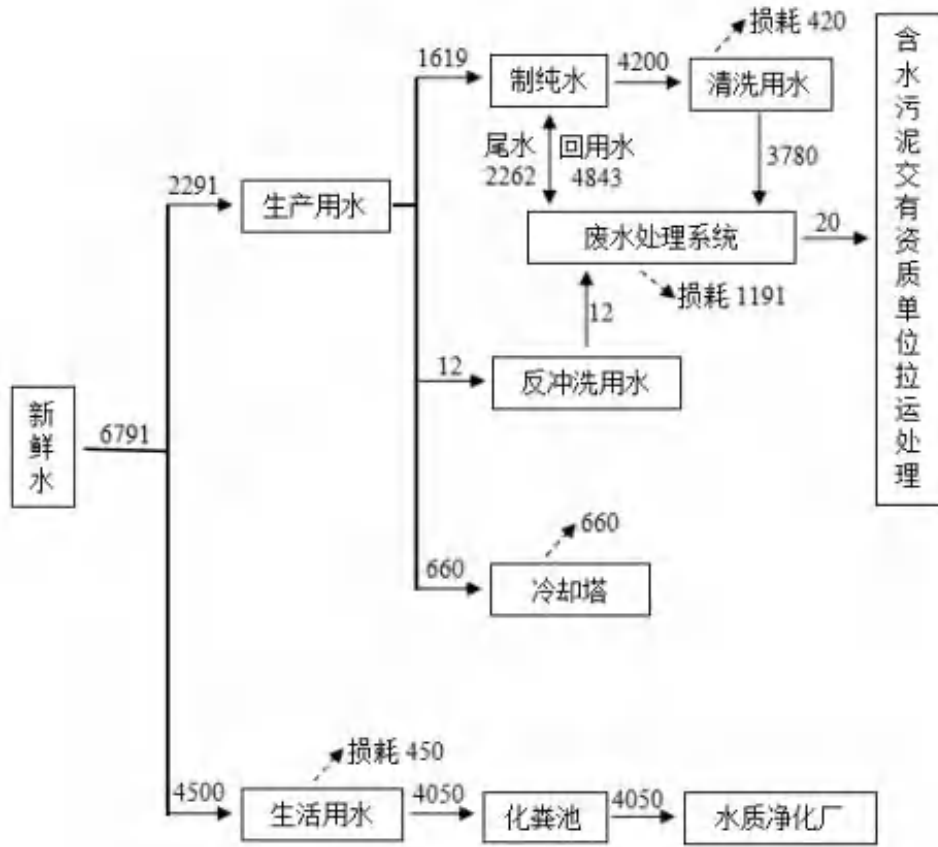 损耗 420
1619
制纯水
4200
清洗用水
尾水 回用水
2262 4843
3780
2291
生产用水
废水处理系统
20
损耗 1191
12
12
反冲洗用水
新鲜水
6791
660
660
冷却塔
损耗 450
4500
生活用水
4050
化粪池
4050
水质净化厂
含水污泥交有资质单位拉运处理